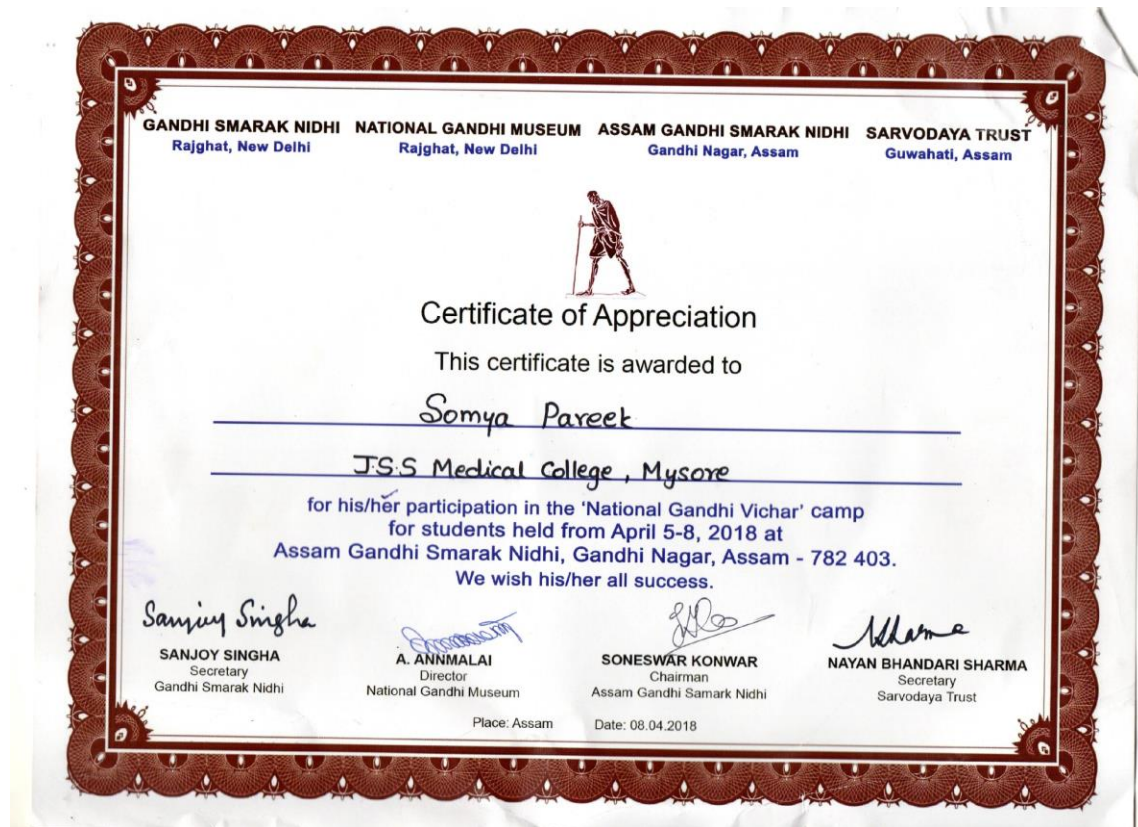 GANDHI SMARAK NIDHI NATIONAL GANDHI MUSEUM ASSAM GANDHI SMARAK NIDHI SARVODAYA TRUST
Rajghat, New Delhi Rajghat, New Delhi Gandhi Nagar, Assam Guwahati, Assam
Certificate of Appreciation
This certificate is awarded to
Somya Pareek
J.S.S Medical College, Mysore
for his/her participation in the 'National Gandhi Vichar' camp
for students held from April 5-8, 2018 at
Assam Gandhi Smarak Nidhi, Gandhi Nagar, Assam - 782 403.
We wish his/her all success.
Sanjoy Singha
SANJOY SINGHA A. ANNMALAI SONESWAR KONWAR NAYAN BHANDARI SHARMA
Secretary Director Chairman Secretary
Gandhi Smarak Nidhi National Gandhi Museum Assam Gandhi Samark Nidhi Sarvodaya Trust
Place: Assam Date: 08.04.2018